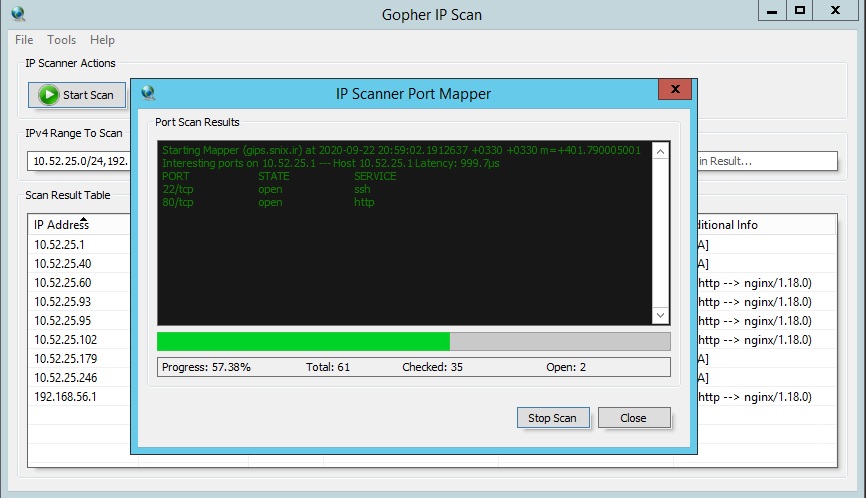 Gopher IP Scan
File Tools Help
IP Scanner Actions
Start Scan
IPv4 Range To Scan
10.52.25.0/24,192.
in Result...
Scan Result Table
IP Address
ditional Info
10.52.25.1
A]
10.52.25.40
A]
10.52.25.60
http --> nginx/1.18.0)
10.52.25.93
http --> nginx/1.18.0)
10.52.25.95
http --> nginx/1.18.0)
10.52.25.102
http --> nginx/1.18.0)
10.52.25.179
A]
10.52.25.246
A]
192.168.56.1
http --> nginx/1.18.0)
IP Scanner Port Mapper
Port Scan Results
Starting Mapper (gips.snix.ir) at 2020-09-22 20:59:02.1912637 +0330 +0330 m=+401.790005001
Interesting ports on 10.52.25.1 --- Host 10.52.25.1 Latency: 999.7µs
PORT STATE SERVICE
22/tcp open ssh
80/tcp open http
Progress: 57.38% Total: 61 Checked: 35 Open: 2
Stop Scan Close